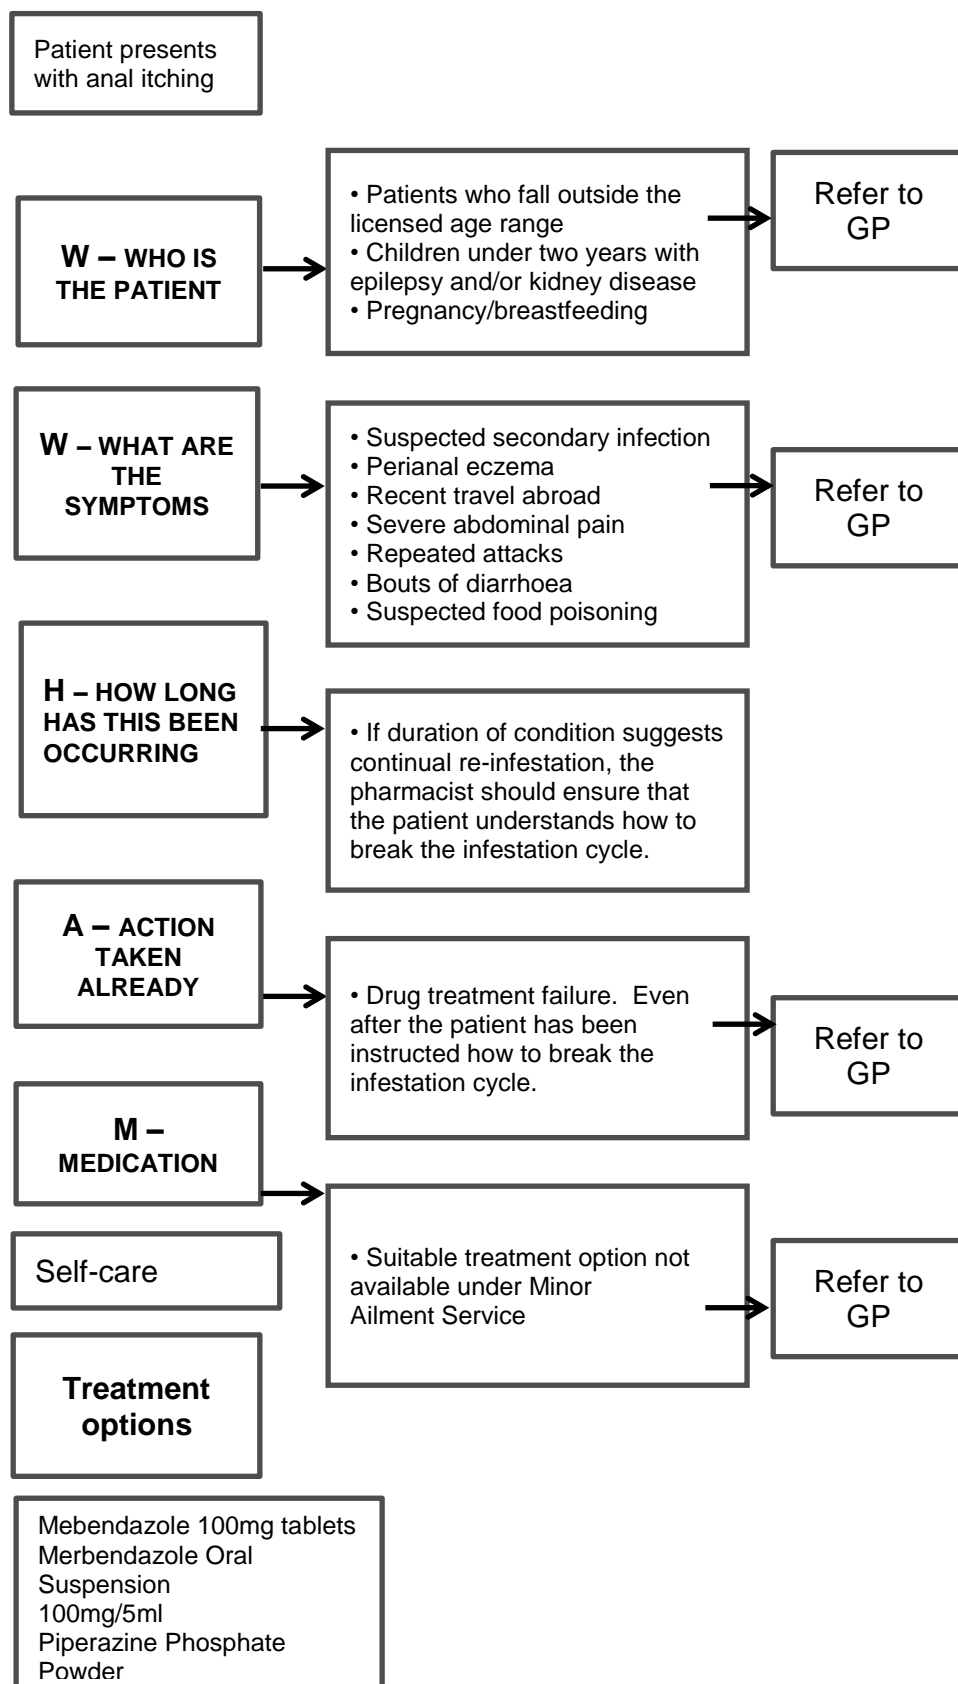 Patient presents
with anal itching
W – WHO IS
THE PATIENT
• Patients who fall outside the
licensed age range
• Children under two years with
epilepsy and/or kidney disease
• Pregnancy/breastfeeding
Refer to
GP
W – WHAT ARE
THE
SYMPTOMS
• Suspected secondary infection
• Perianal eczema
• Recent travel abroad
• Severe abdominal pain
• Repeated attacks
• Bouts of diarrhoea
• Suspected food poisoning
Refer to
GP
H – HOW LONG
HAS THIS BEEN
OCCURRING
• If duration of condition suggests
continual re-infestation, the
pharmacist should ensure that
the patient understands how to
break the infestation cycle.
A – ACTION
TAKEN
ALREADY
• Drug treatment failure.  Even
after the patient has been
instructed how to break the
infestation cycle.
Refer to
GP
M –
MEDICATION
• Suitable treatment option not
available under Minor
Ailment Service
Refer to
GP
Self-care
Treatment
options
Mebendazole 100mg tablets
Merbendazole Oral
Suspension
100mg/5ml
Piperazine Phosphate
Powder